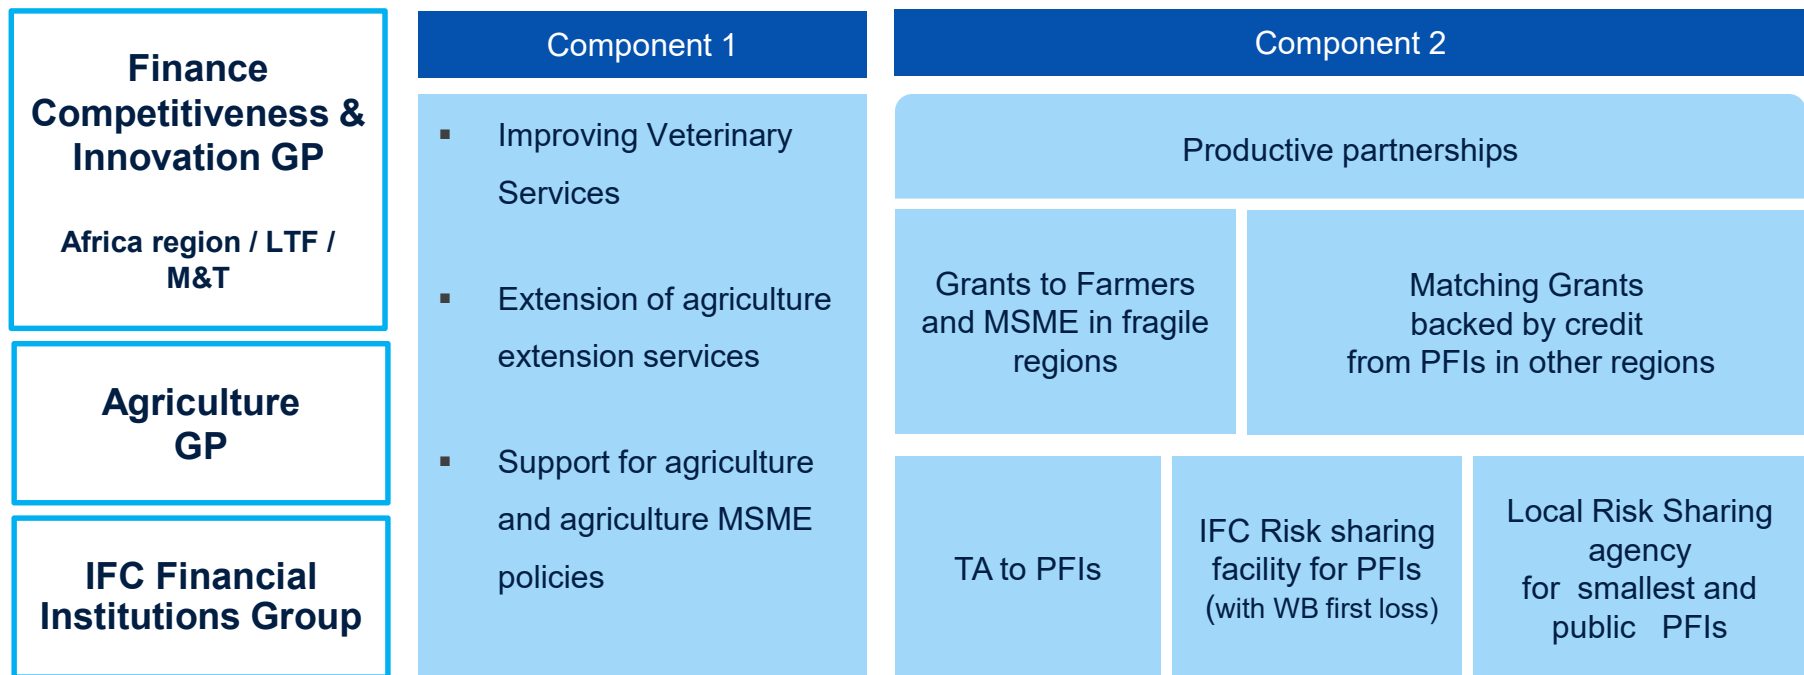 Finance
Competitiveness &
Innovation GP
Africa region / LTF /
M&T
Agriculture
GP
IFC Financial
Institutions Group
Component 1
▪ Improving Veterinary
Services
▪ Extension of agriculture
extension services
▪ Support for agriculture
and agriculture MSME
policies
Component 2
Productive partnerships
Grants to Farmers
and MSME in fragile
regions
Matching Grants
backed by credit
from PFIs in other regions
TA to PFIs
IFC Risk sharing
facility for PFIs
(with WB first loss)
Local Risk Sharing
agency
for smallest and
public PFIs